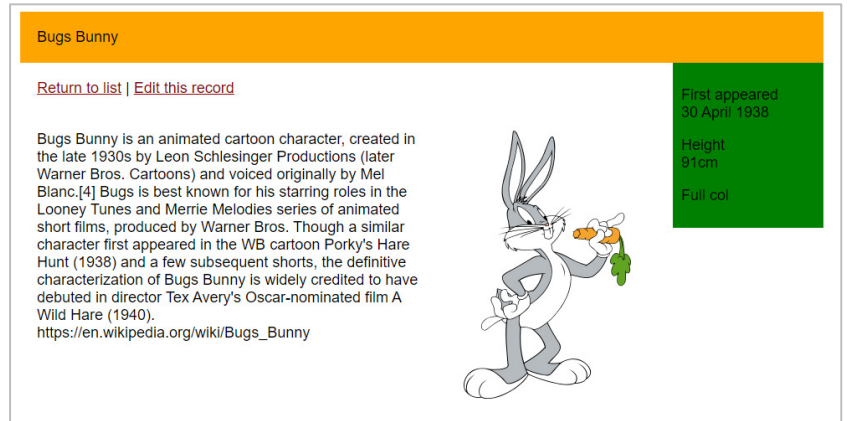 Bugs Bunny
Return to list | Edit this record
Bugs Bunny is an animated cartoon character, created in
the late 1930s by Leon Schlesinger Productions (later
Warner Bros. Cartoons) and voiced originally by Mel
Blanc.[4] Bugs is best known for his starring roles in the
Looney Tunes and Merrie Melodies series of animated
short films, produced by Warner Bros. Though a similar
character first appeared in the WB cartoon Porky's Hare
Hunt (1938) and a few subsequent shorts, the definitive
characterization of Bugs Bunny is widely credited to have
debuted in director Tex Avery's Oscar-nominated film A
Wild Hare (1940).
https://en.wikipedia.org/wiki/Bugs_Bunny
First appeared
30 April 1938
Height
91cm
Full col